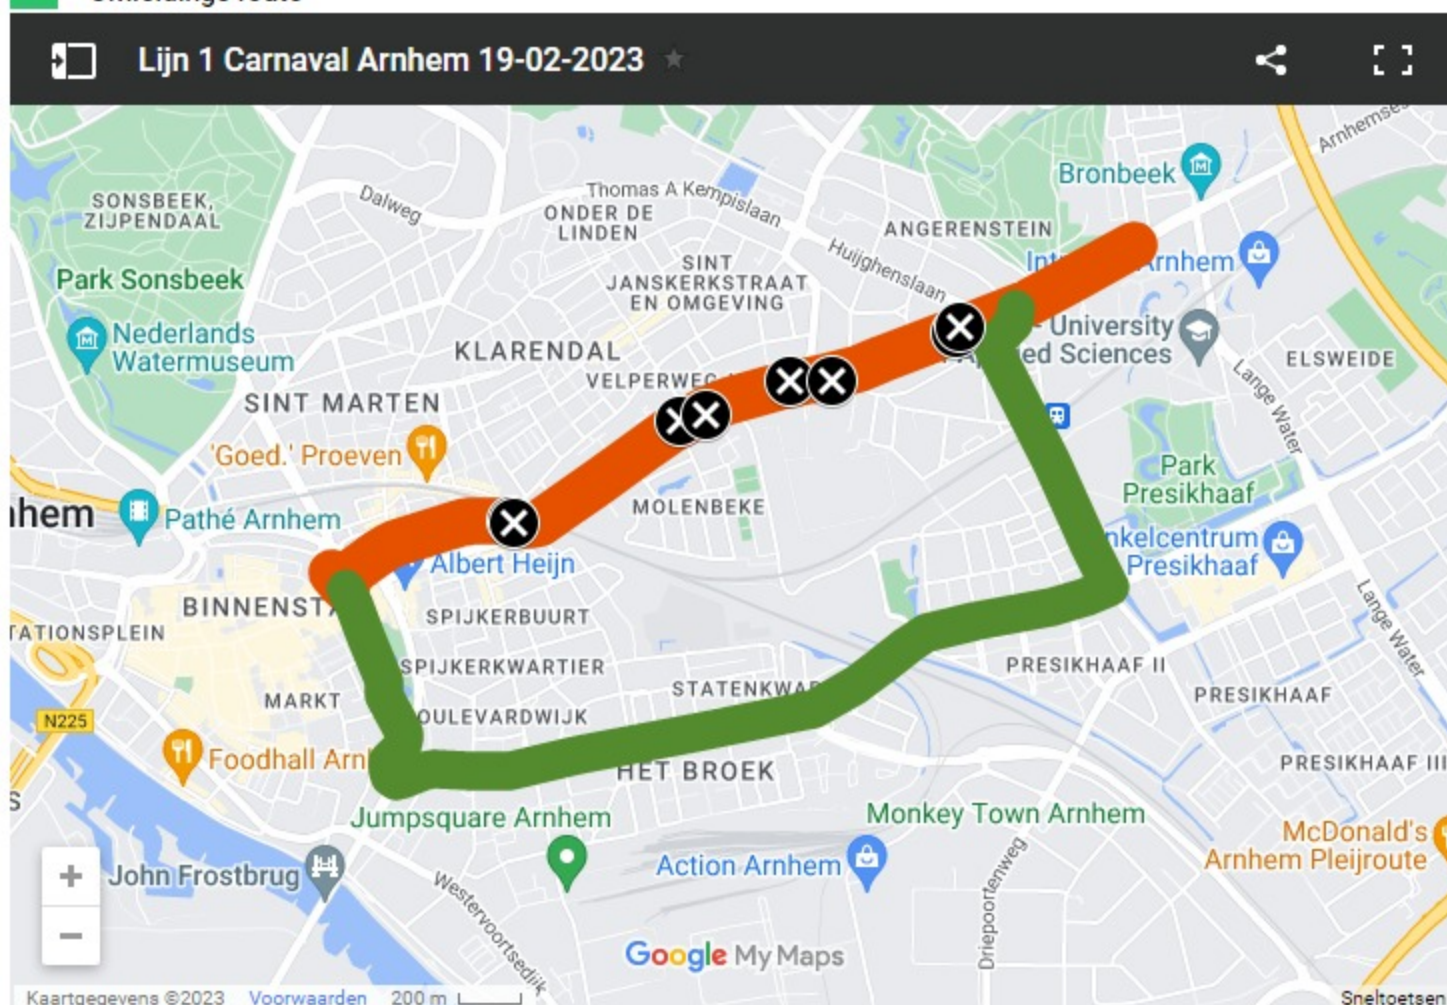 Lijn 1 Carnaval Arnhem 19-02-2023
Arnhemse
Bronbeek
SONSBEEK,
ZIJPENDAAL
Dalweg
Thomas A Kempislaan
ONDER DE
LINDEN
ANGERENSTEIN
Huijghenslaan
Arnhem
SINT
JANSKERKSTRAAT
EN OMGEVING
Park Sonsbeek
Nederlands
Watermuseum
University
ed Sciences
ELSWEIDE
KLARENDAL
VELPERWEG
Lange Water
SINT MARTEN
'Goed.' Proeven
Park
Presikhaaf
hem
Pathé Arnhem
MOLENBEKE
nkelcentrum
Presikhaaf
Albert Heijn
BINNENSTA
SPIJKERBUURT
TATIONSPLEIN
Lange Water
SPIJKERKWARTIER
PRESIKHAAF II
STATENKWAR
PRESIKHAAF
MARKT
OULEVARDWIJK
N225
Foodhall Arn
HET BROEK
PRESIKHAAF III
S
Jumpsquare Arnhem
Monkey Town Arnhem
McDonald's
Arnhem Pleijroute
John Frostbrug
Action Arnhem
Westervoortsedijk
Driepoortenweg
+
−
Google My Maps
Kaartgegevens ©2023 Voorwaarden 200 m
Sneltoetsen